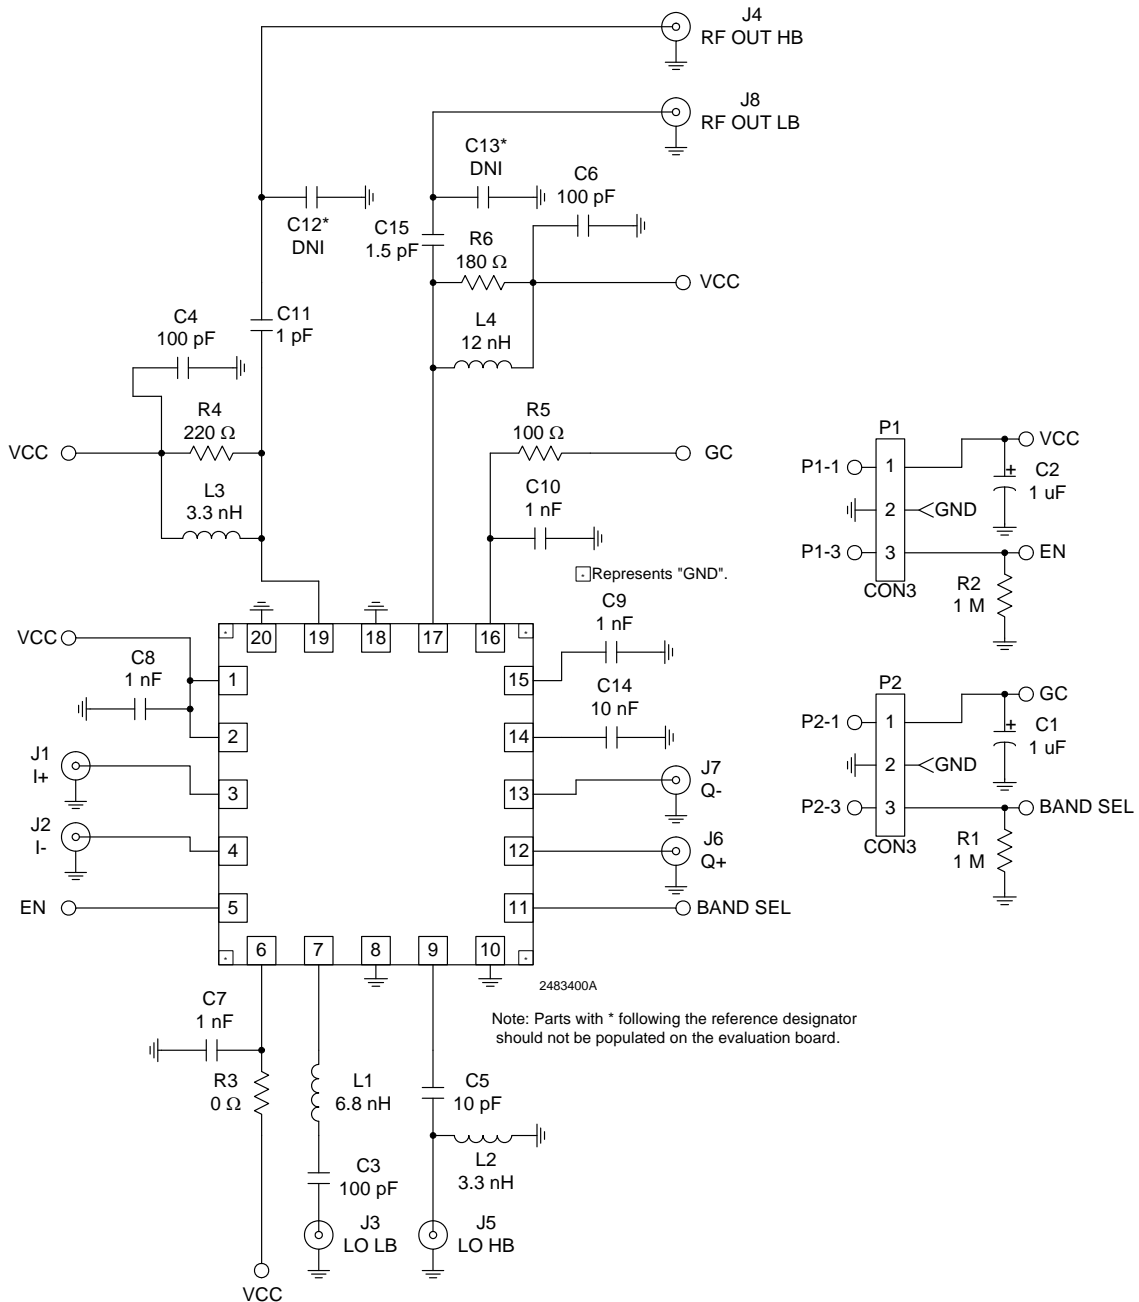 J4
RF OUT HB
J8
RF OUT LB
C13*
DNI
C6
100 pF
C12*
DNI
C15
1.5 pF
R6
180 Ω
VCC
C4
100 pF
C11
1 pF
L4
12 nH
R4
220 Ω
VCC
L3
3.3 nH
R5
100 Ω
GC
C10
1 nF
Represents "GND".
P1
VCC
P1-1
1
C2
+
1 uF
2
GND
P1-3
3
EN
CON3
R2
1 M
C9
1 nF
VCC
20
19
18
17
16
C8
1 nF
1
15
C14
10 nF
2
14
J1
I+
3
13
J7
Q-
J2
I-
4
12
J6
Q+
EN
5
11
BAND SEL
6
7
8
9
10
P2
GC
P2-1
1
C1
+
1 uF
2
GND
P2-3
3
BAND SEL
CON3
R1
1 M
2483400A
Note: Parts with * following the reference designator
should not be populated on the evaluation board.
C7
1 nF
R3
0 Ω
L1
6.8 nH
C5
10 pF
C3
100 pF
L2
3.3 nH
J3
LO LB
J5
LO HB
VCC